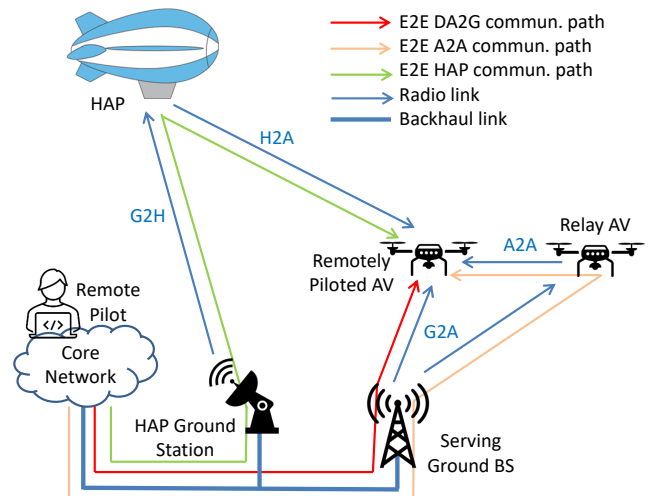 E2E DA2G commun. path
E2E A2A commun. path
E2E HAP commun. path
Radio link
Backhaul link
HAP
H2A
G2H
Relay AV
A2A
Remotely
Piloted AV
Remote
Pilot
G2A
</>
Core
Network
HAP Ground
Station
Serving
Ground BS